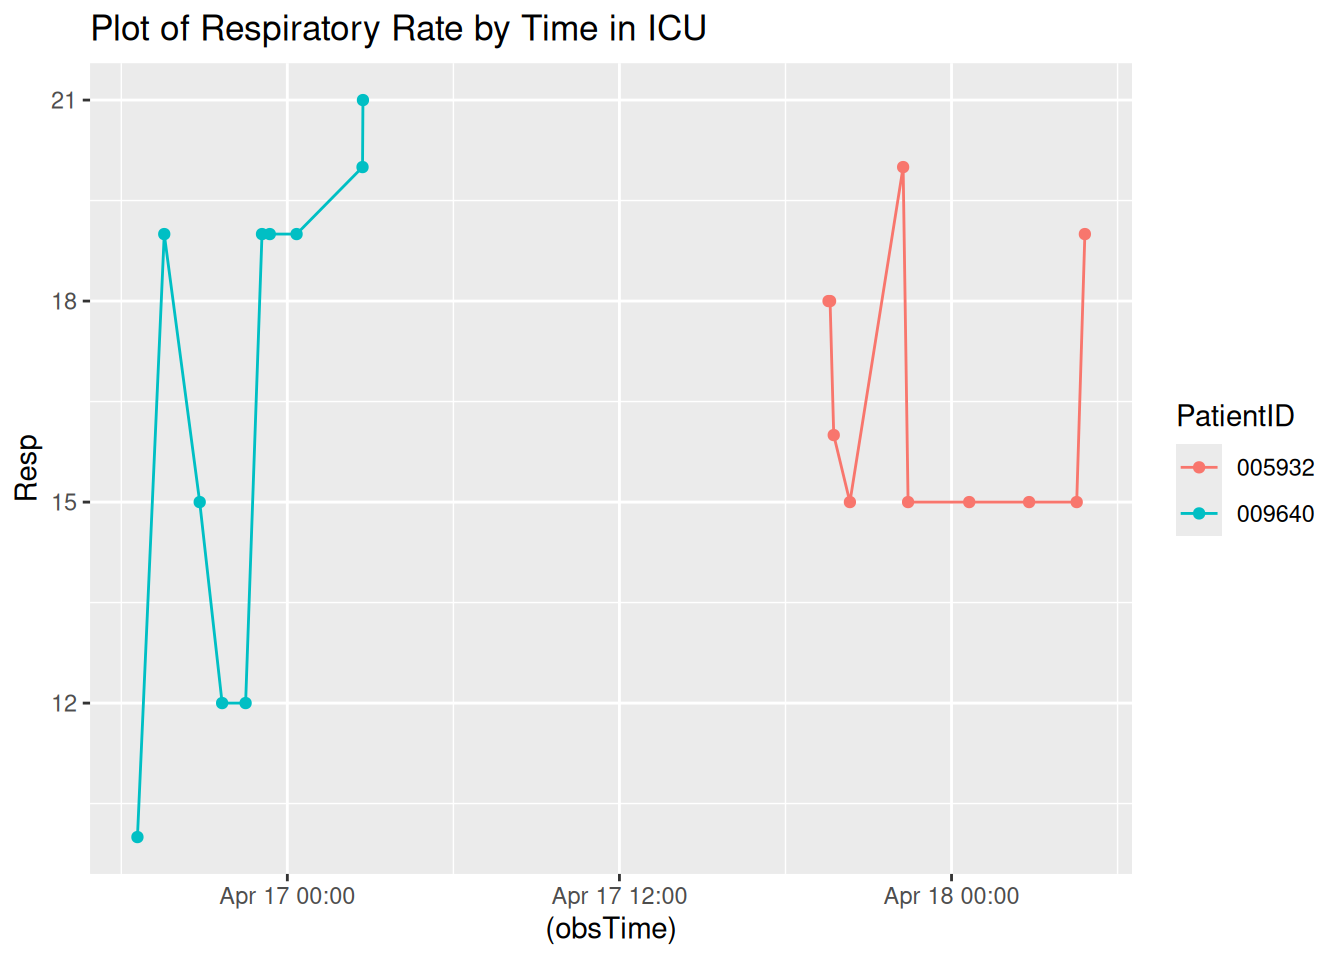 Plot of Respiratory Rate by Time in ICU
21
18
15
12
Resp
Apr 17 00:00
Apr 17 12:00
Apr 18 00:00
(obsTime)
PatientID
005932
009640